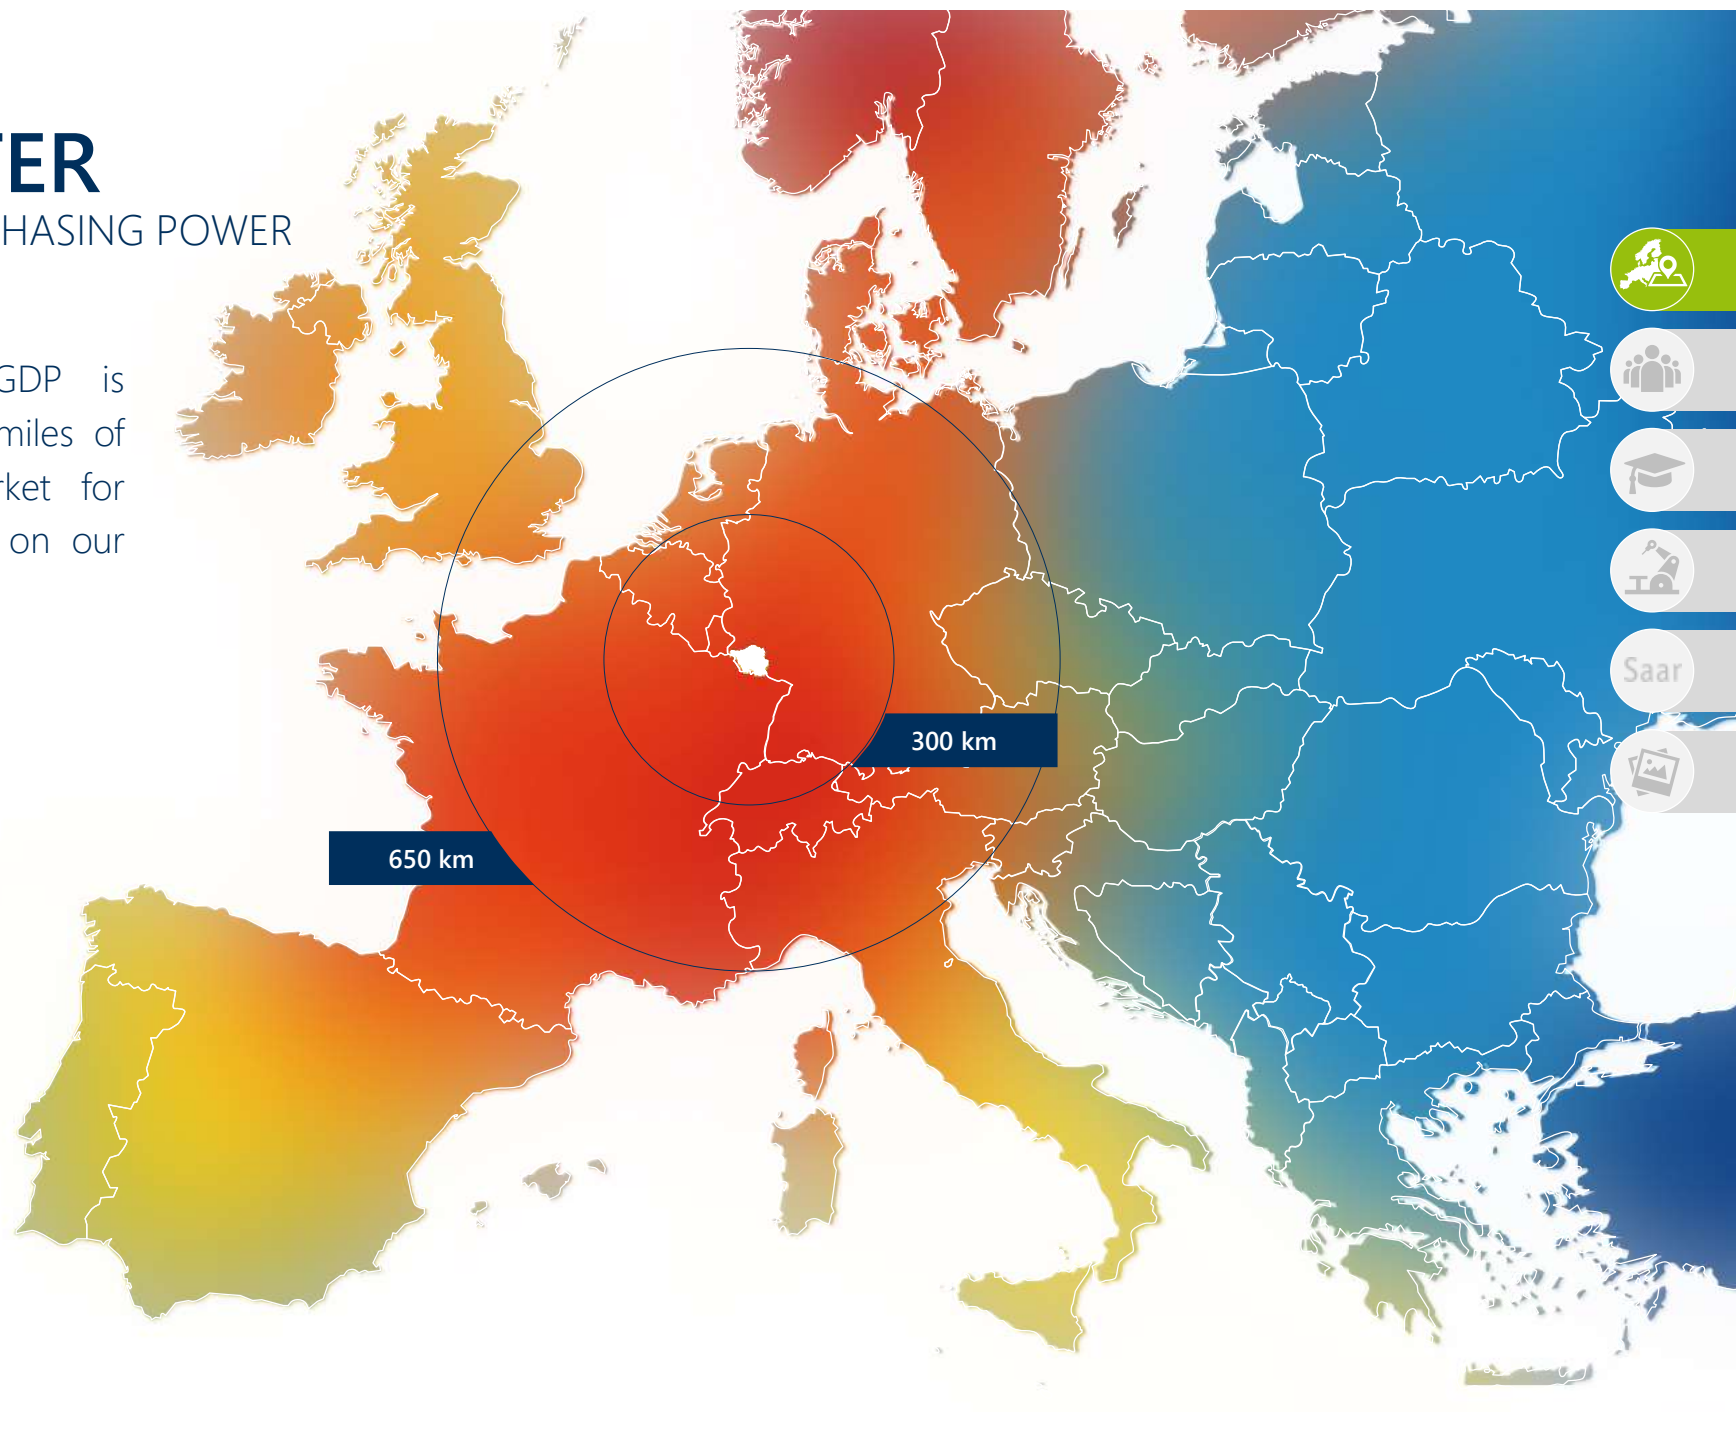 TER
HASING POWER
GDP is
miles of
rket for
on our
300 km
650 km
Saar